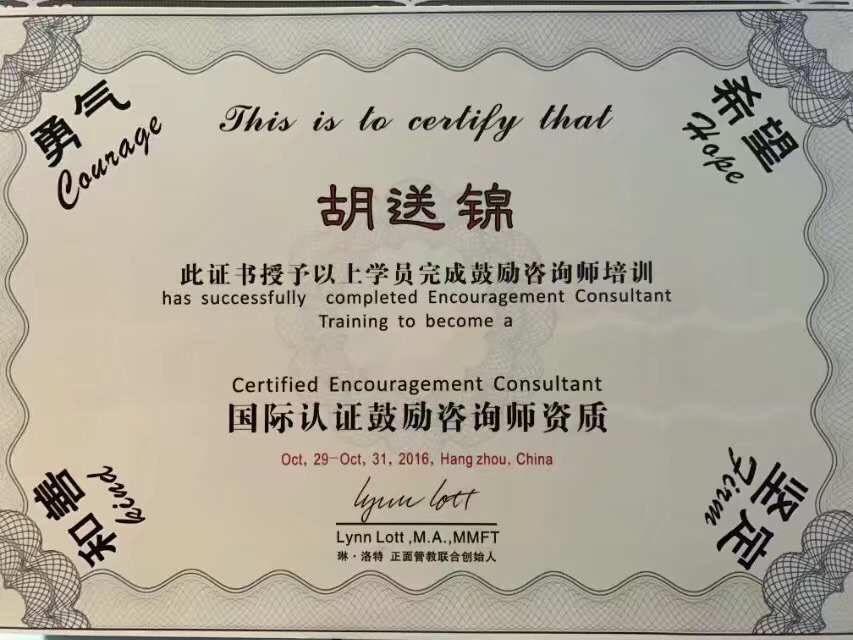 勇气
Courage
希望
Hope
This is to certify that
胡送锦
此证书授予以上学员完成鼓励咨询师培训
has successfully completed Encouragement Consultant
Training to become a
Certified Encouragement Consultant
国际认证鼓励咨询师资质
Oct, 29-Oct, 31, 2016, Hangzhou, China
lynn lott
Lynn Lott ,M.A.,MMFT
琳·洛特 正面管教联合创始人
和善
kind
坚定
Firm